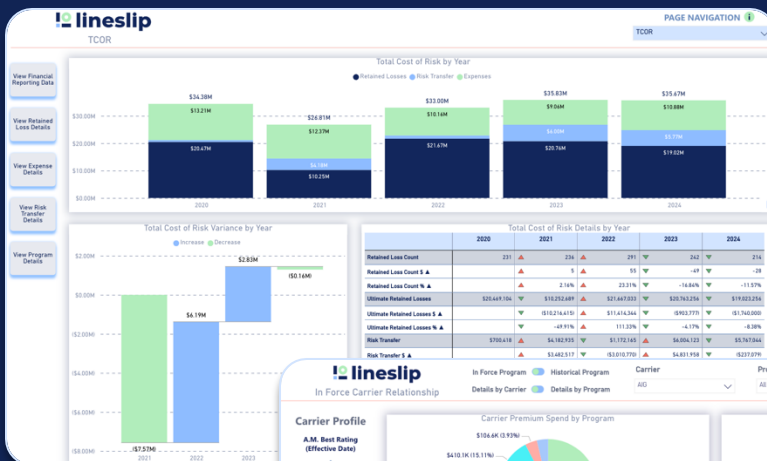 lineslip
TCOR
PAGE NAVIGATION i
TCOR
View Financial
Reporting Data
View Retained
Loss Details
View Expense
Details
View Risk
Transfer
Details
View Program
Details
Total Cost of Risk by Year
Retained Losses Risk Transfer Expenses
$34.38M $26.81M $33.00M $35.83M $35.67M
$13.21M $12.37M $10.16M $9.06M $10.88M
$4.18M $6.00M $5.77M
$20.47M $10.25M $21.67M $20.76M $19.02M
$30.00M
$20.00M
$10.00M
$0.00M
2020 2021 2022 2023 2024
Total Cost of Risk Variance by Year
Increase Decrease
$2.00M
$0.00M
($2.00M)
($4.00M)
($6.00M)
($8.00M)
($7.57M) $6.19M $2.83M ($0.16M)
2021 2022 2023
Total Cost of Risk Details by Year
2020 2021 2022 2023 2024
Retained Loss Count 231 ▲ 236 ▲ 291 ▼ 242 ▼ 214
Retained Loss Count $ ▲ ▲ 5 ▲ 55 ▼ -49 ▼ -28
Retained Loss Count % ▲ ▲ 2.16% ▲ 23.31% ▼ -16.84% ▼ -11.57%
Ultimate Retained Losses $20,469,104 ▼ $10,252,689 ▲ $21,667,033 ▼ $20,763,256 ▼ $19,023,256
Ultimate Retained Losses $ ▲ ▼ ($10,216,415) ▲ $11,414,344 ▼ ($903,777) ▼ ($1,740,000)
Ultimate Retained Losses % ▲ ▼ -49.91% ▲ 111.33% ▼ -4.17% ▼ -8.38%
Risk Transfer $700,618 ▲ $4,182,935 ▼ $1,172,165 ▲ $6,004,123 ▼ $5,767,044
Risk Transfer $ ▲ ▲ $3,482,317 ▼ ($3,010,770) ▲ $4,831,958 ▼ ($237,079)
lineslip
In Force Carrier Relationship
In Force Program Historical Program
Details by Carrier Details by Program
Carrier
AIG
All
Carrier Profile
A.M. Best Rating
(Effective Date)
Carrier Premium Spend by Program
$106.6K (3.93%)
$410.1K (15.11%)